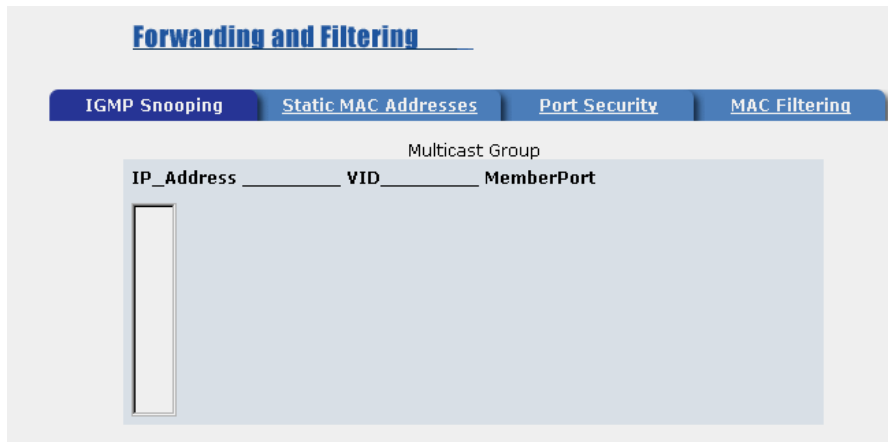 Forwarding and Filtering
IGMP Snooping Static MAC Addresses Port Security MAC Filtering
Multicast Group
IP_Address __________ VID__________ MemberPort